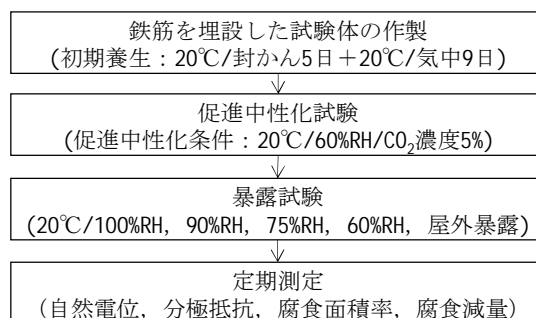 鉄筋を埋設した試験体の作製
(初期養生：20℃/封かん5日＋20℃/気中9日)
促進中性化試験
(促進中性化条件：20℃/60%RH/CO₂濃度5%)
暴露試験
(20℃/100%RH，90%RH，75%RH，60%RH，屋外暴露)
定期測定
(自然電位，分極抵抗，腐食面積率，腐食減量)